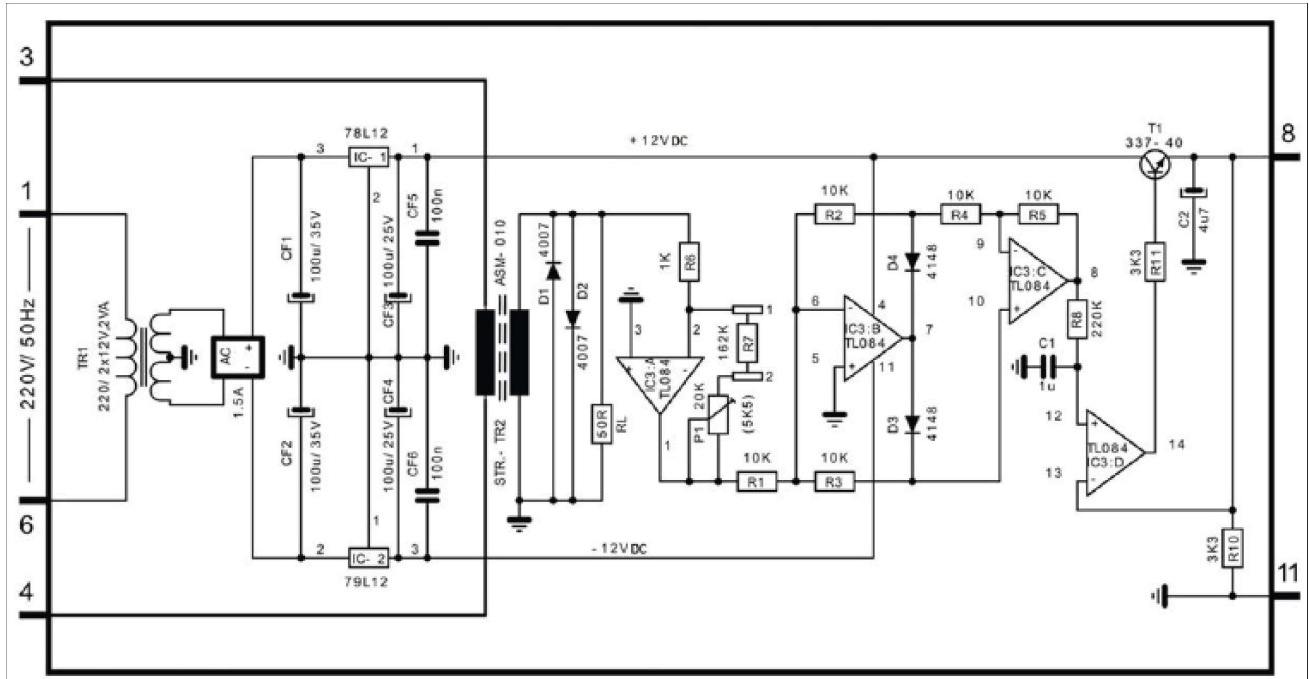 3
1
220V/ 50Hz
6
4
TR1
220/ 2x12V,2VA
AC
+
-
1.5A
CF1
100u/ 35V
CF2
100u/ 35V
78L12
3
IC- 1
1
2
CF3
100u/ 25V
CF5
100n
CF4
100u/ 25V
CF6
100n
1
2
IC- 2
3
79L12
+ 12VDC
- 12VDC
ASM- 010
STR.- TR2
D1
4007
D2
4007
50R
RL
1K
R6
3
2
+
-
IC3:A
TL084
1
1
162K
R7
2
P1
20K
(5K5)
10K
R1
10K
R2
10K
R3
6
5
-
+
IC3:B
TL084
4
11
7
D4
4148
D3
4148
10K
R4
10K
R5
9
10
-
+
IC3:C
TL084
8
R8
220K
C1
1u
12
13
+
-
TL084
IC3:D
14
T1
337- 40
3K3
R11
C2
4u7
3K3
R10
8
11